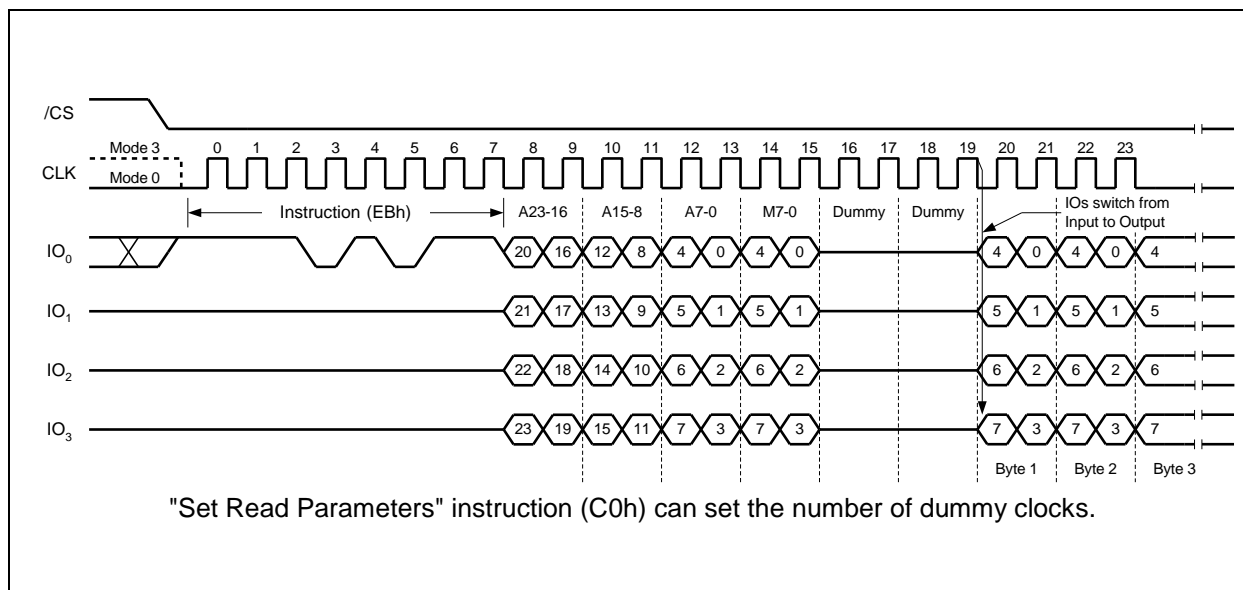 /CS
Mode 3 0 1 2 3 4 5 6 7 8 9 10 11 12 13 14 15 16 17 18 19 20 21 22 23
CLK
Mode 0
Instruction (EBh) A23-16 A15-8 A7-0 M7-0 Dummy Dummy IOs switch from
Input to Output
IO0 20 16 12 8 4 0 4 0 4 0 4 0 4
IO1 21 17 13 9 5 1 5 1 5 1 5 1 5
IO2 22 18 14 10 6 2 6 2 6 2 6 2 6
IO3 23 19 15 11 7 3 7 3 7 3 7 3 7
Byte 1 Byte 2 Byte 3
"Set Read Parameters" instruction (C0h) can set the number of dummy clocks.